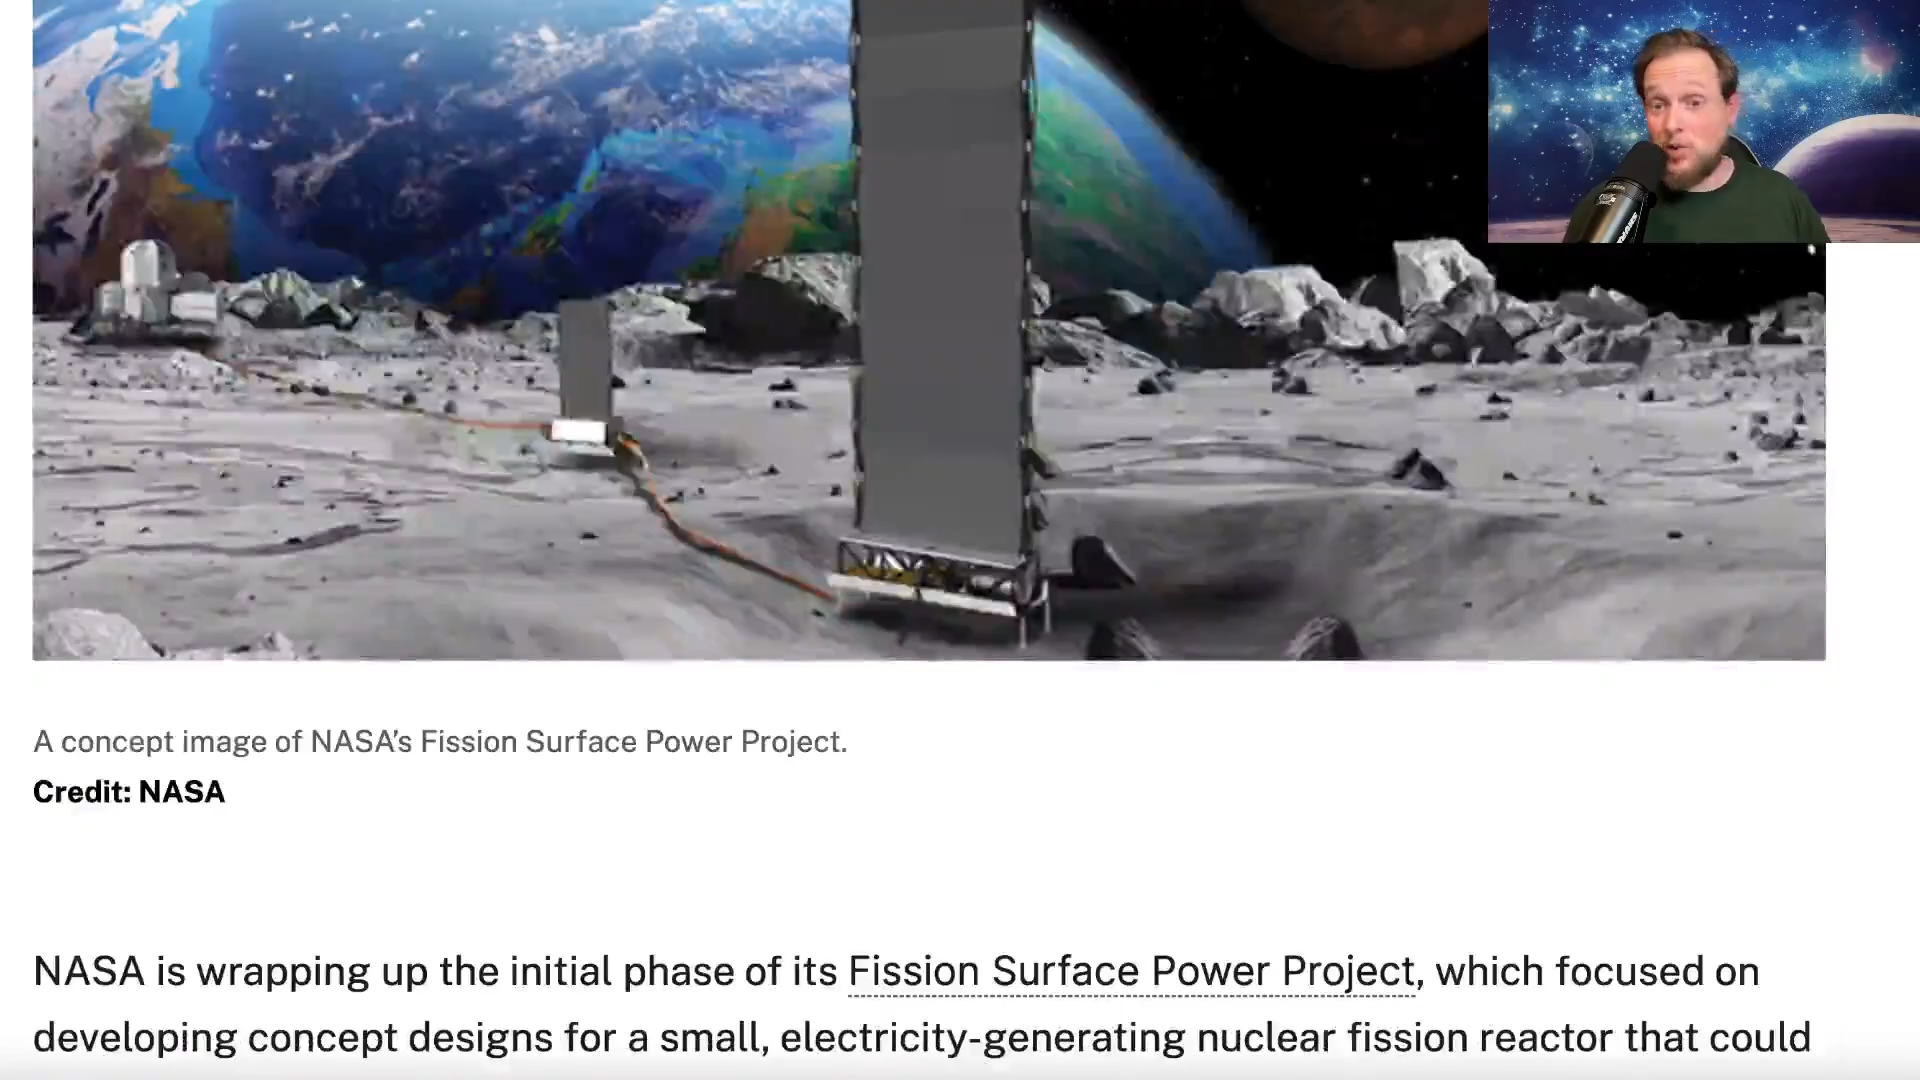 A concept image of NASA’s Fission Surface Power Project.
Credit: NASA
NASA is wrapping up the initial phase of its Fission Surface Power Project, which focused on
developing concept designs for a small, electricity-generating nuclear fission reactor that could